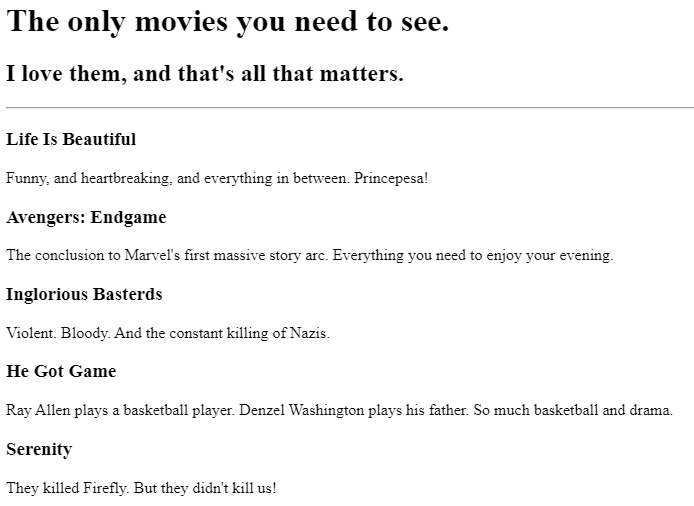 The only movies you need to see.
I love them, and that's all that matters.
Life Is Beautiful
Funny, and heartbreaking, and everything in between. Princepesa!
Avengers: Endgame
The conclusion to Marvel's first massive story arc. Everything you need to enjoy your evening.
Inglorious Basterds
Violent. Bloody. And the constant killing of Nazis.
He Got Game
Ray Allen plays a basketball player. Denzel Washington plays his father. So much basketball and drama.
Serenity
They killed Firefly. But they didn't kill us!